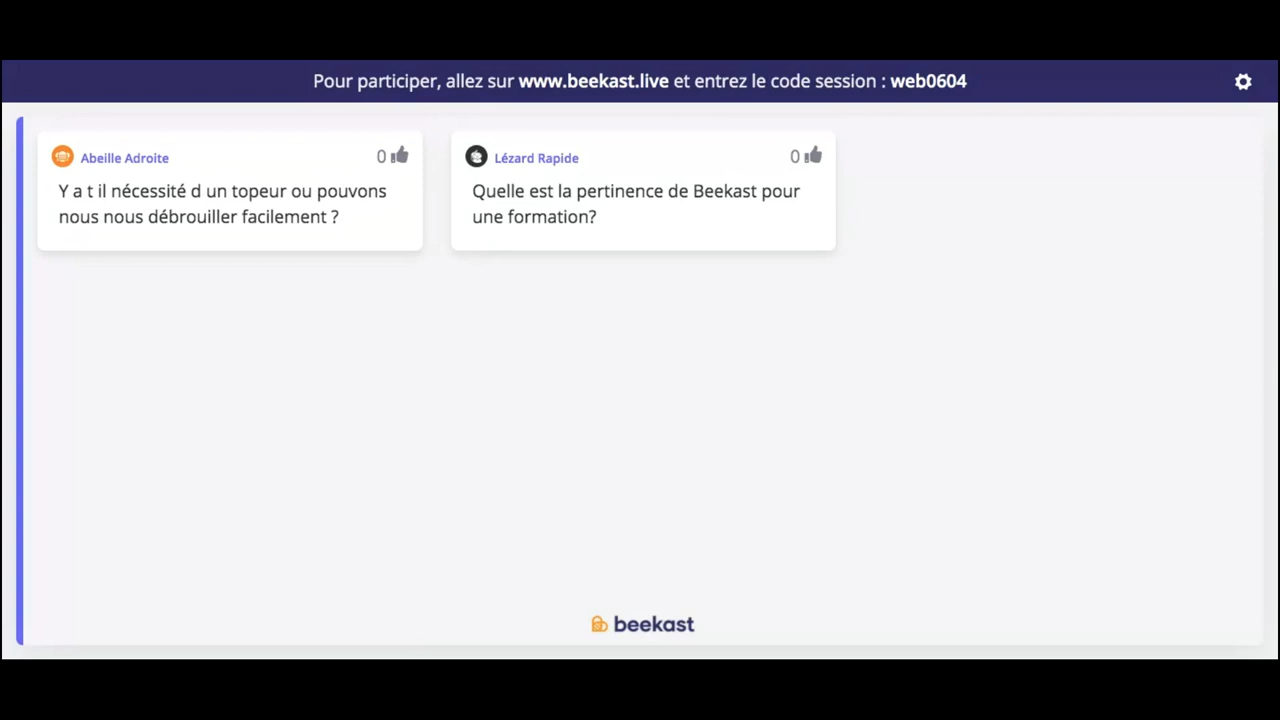 Pour participer, allez sur www.beekast.live et entrez le code session : web0604
Abeille Adroite
0
Y a t il nécessité d un topeur ou pouvons
nous nous débrouiller facilement ?
Lézard Rapide
0
Quelle est la pertinence de Beekast pour
une formation?
beekast